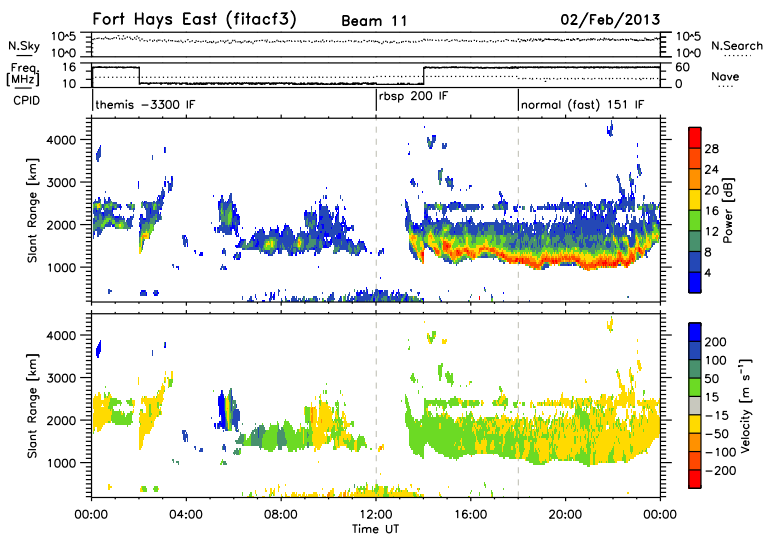 Fort Hays East (fitacf3) Beam 11 02/Feb/2013
N.Sky 10^5 10^0 10^5 10^0 N.Search
Freq. [MHz] 16 10 60 0 Nave
CPID themis -3300 IF rbsp 200 IF normal (fast) 151 IF
Slant Range [km]
4000
3000
2000
1000
Power [dB]
28
24
20
16
12
8
4
Slant Range [km]
4000
3000
2000
1000
Velocity [m s⁻¹]
200
100
50
15
-15
-50
-100
-200
00:00 04:00 08:00 12:00 16:00 20:00 00:00
Time UT